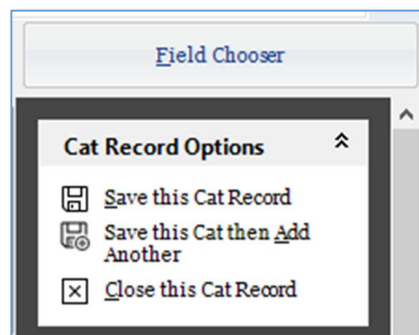 Field Chooser
Cat Record Options
Save this Cat Record
Save this Cat then Add
Another
Close this Cat Record